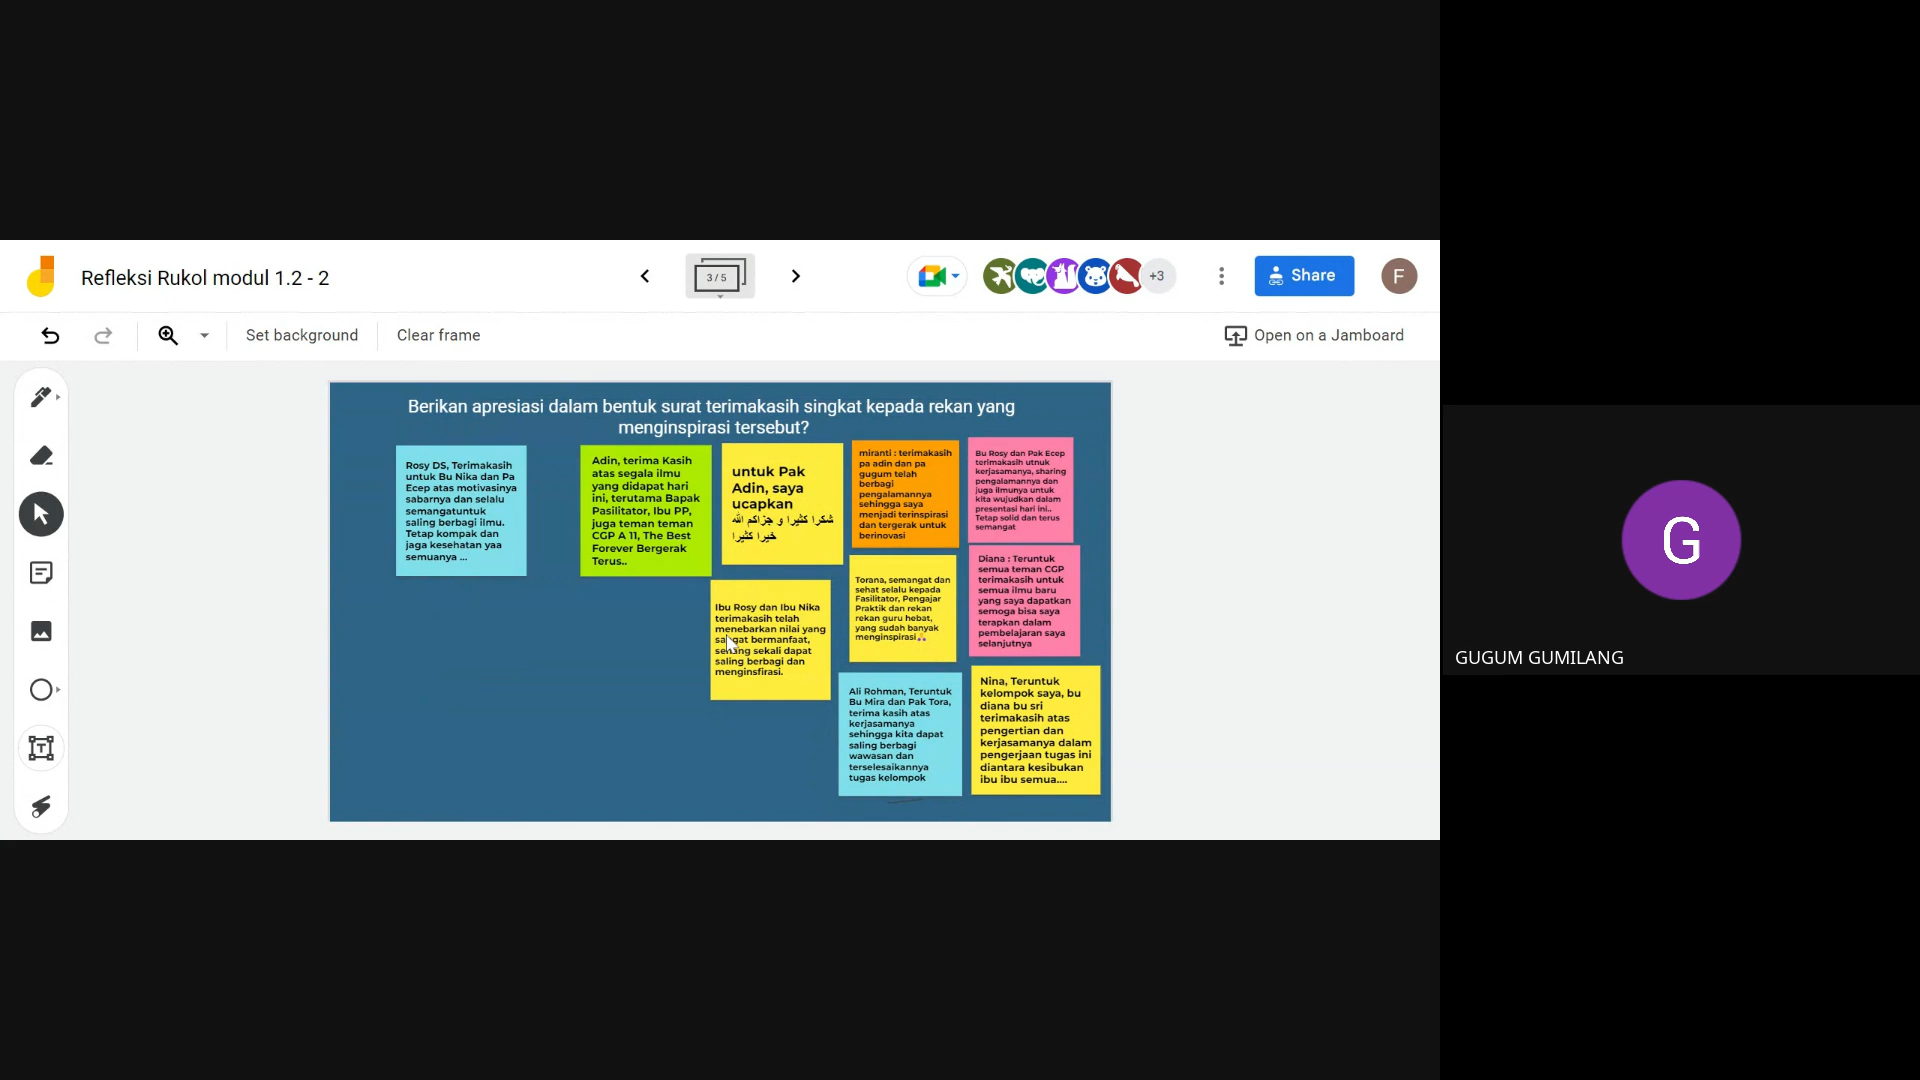 Refleksi Rukol modul 1.2 - 2
3 / 5
+3
Share
F
Set background
Clear frame
Open on a Jamboard
Berikan apresiasi dalam bentuk surat terimakasih singkat kepada rekan yang
menginspirasi tersebut?
Rosy DS, Terimakasih
untuk Bu Nika dan Pa
Ecep atas motivasinya
sabarnya dan selalu
semangatuntuk
saling berbagi ilmu.
Tetap kompak dan
jaga kesehatan yaa
semuanya ...
Adin, terima Kasih
atas segala ilmu
yang didapat hari
ini, terutama Bapak
Pasilitator, Ibu PP,
juga teman teman
CGP A 11, The Best
Forever Bergerak
Terus..
untuk Pak
Adin, saya
ucapkan
شكرا كثيرا و جزاكم الله
خيرا كثيرا
miranti : terimakasih
pa adin dan pa
gugum telah
berbagi
pengalamannya
sehingga saya
menjadi terinspirasi
dan tergerak untuk
berinovasi
Bu Rosy dan Pak Ecep
terimakasih utnuk
kerjasamanya, sharing
pengalamannya dan
juga ilmunya untuk
kita wujudkan dalam
presentasi hari ini..
Tetap solid dan terus
semangat
Ibu Rosy dan Ibu Nika
terimakasih telah
menebarkan nilai yang
sangat bermanfaat,
senang sekali dapat
saling berbagi dan
menginsfirasi.
Torana, semangat dan
sehat selalu kepada
Fasilitator, Pengajar
Praktik dan rekan
rekan guru hebat,
yang sudah banyak
menginspirasi🙏
Diana : Teruntuk
semua teman CGP
terimakasih untuk
semua ilmu baru
yang saya dapatkan
semoga bisa saya
terapkan dalam
pembelajaran saya
selanjutnya
Ali Rohman, Teruntuk
Bu Mira dan Pak Tora,
terima kasih atas
kerjasamanya
sehingga kita dapat
saling berbagi
wawasan dan
terselesaikannya
tugas kelompok
Nina, Teruntuk
kelompok saya, bu
diana bu sri
terimakasih atas
pengertian dan
kerjasamanya dalam
pengerjaan tugas ini
diantara kesibukan
ibu ibu semua....
G
GUGUM GUMILANG